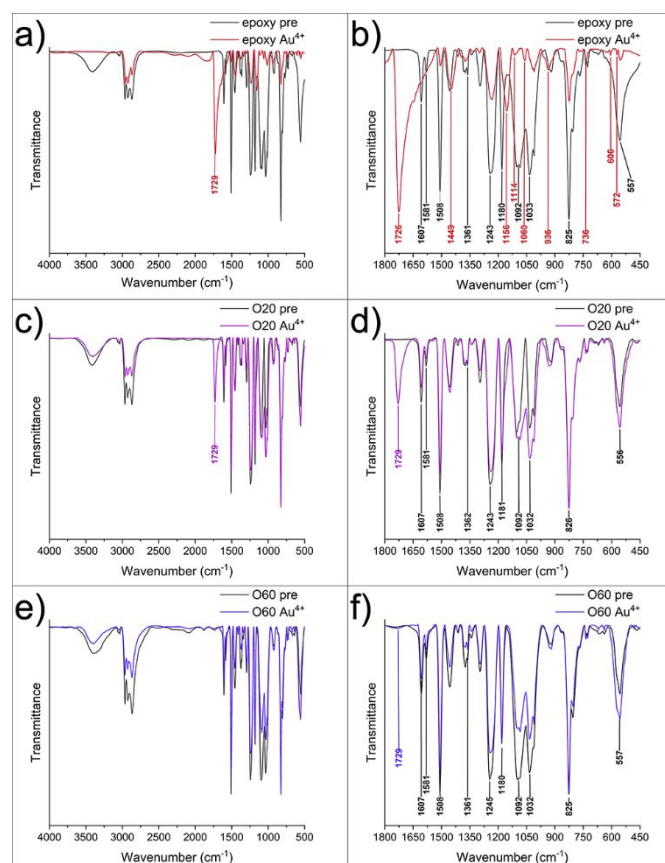 a)
epoxy pre
epoxy Au⁴⁺
Transmittance
1729
4000 3500 3000 2500 2000 1500 1000 500
Wavenumber (cm⁻¹)
b)
epoxy pre
epoxy Au⁴⁺
Transmittance
1726
1607
1581
1508
1449
1361
1243
1180
1156
1114
1092
1060
1033
936
825
736
606
572
557
1800 1650 1500 1350 1200 1050 900 750 600 450
Wavenumber (cm⁻¹)
c)
O20 pre
O20 Au⁴⁺
Transmittance
1729
4000 3500 3000 2500 2000 1500 1000 500
Wavenumber (cm⁻¹)
d)
O20 pre
O20 Au⁴⁺
Transmittance
1729
1607
1581
1508
1362
1243
1181
1092
1032
826
556
1800 1650 1500 1350 1200 1050 900 750 600 450
Wavenumber (cm⁻¹)
e)
O60 pre
O60 Au⁴⁺
Transmittance
4000 3500 3000 2500 2000 1500 1000 500
Wavenumber (cm⁻¹)
f)
O60 pre
O60 Au⁴⁺
Transmittance
1729
1607
1581
1508
1361
1245
1180
1092
1032
825
557
1800 1650 1500 1350 1200 1050 900 750 600 450
Wavenumber (cm⁻¹)